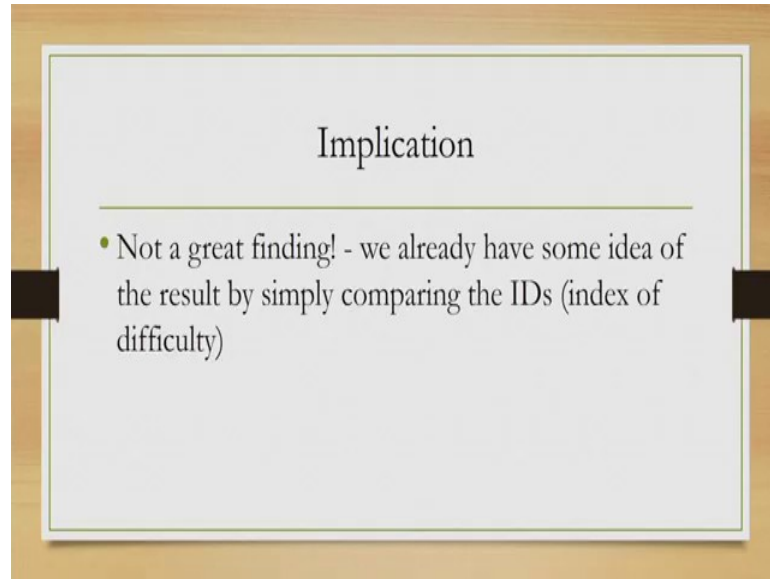 Implication
• Not a great finding! - we already have some idea of
the result by simply comparing the IDs (index of
difficulty)